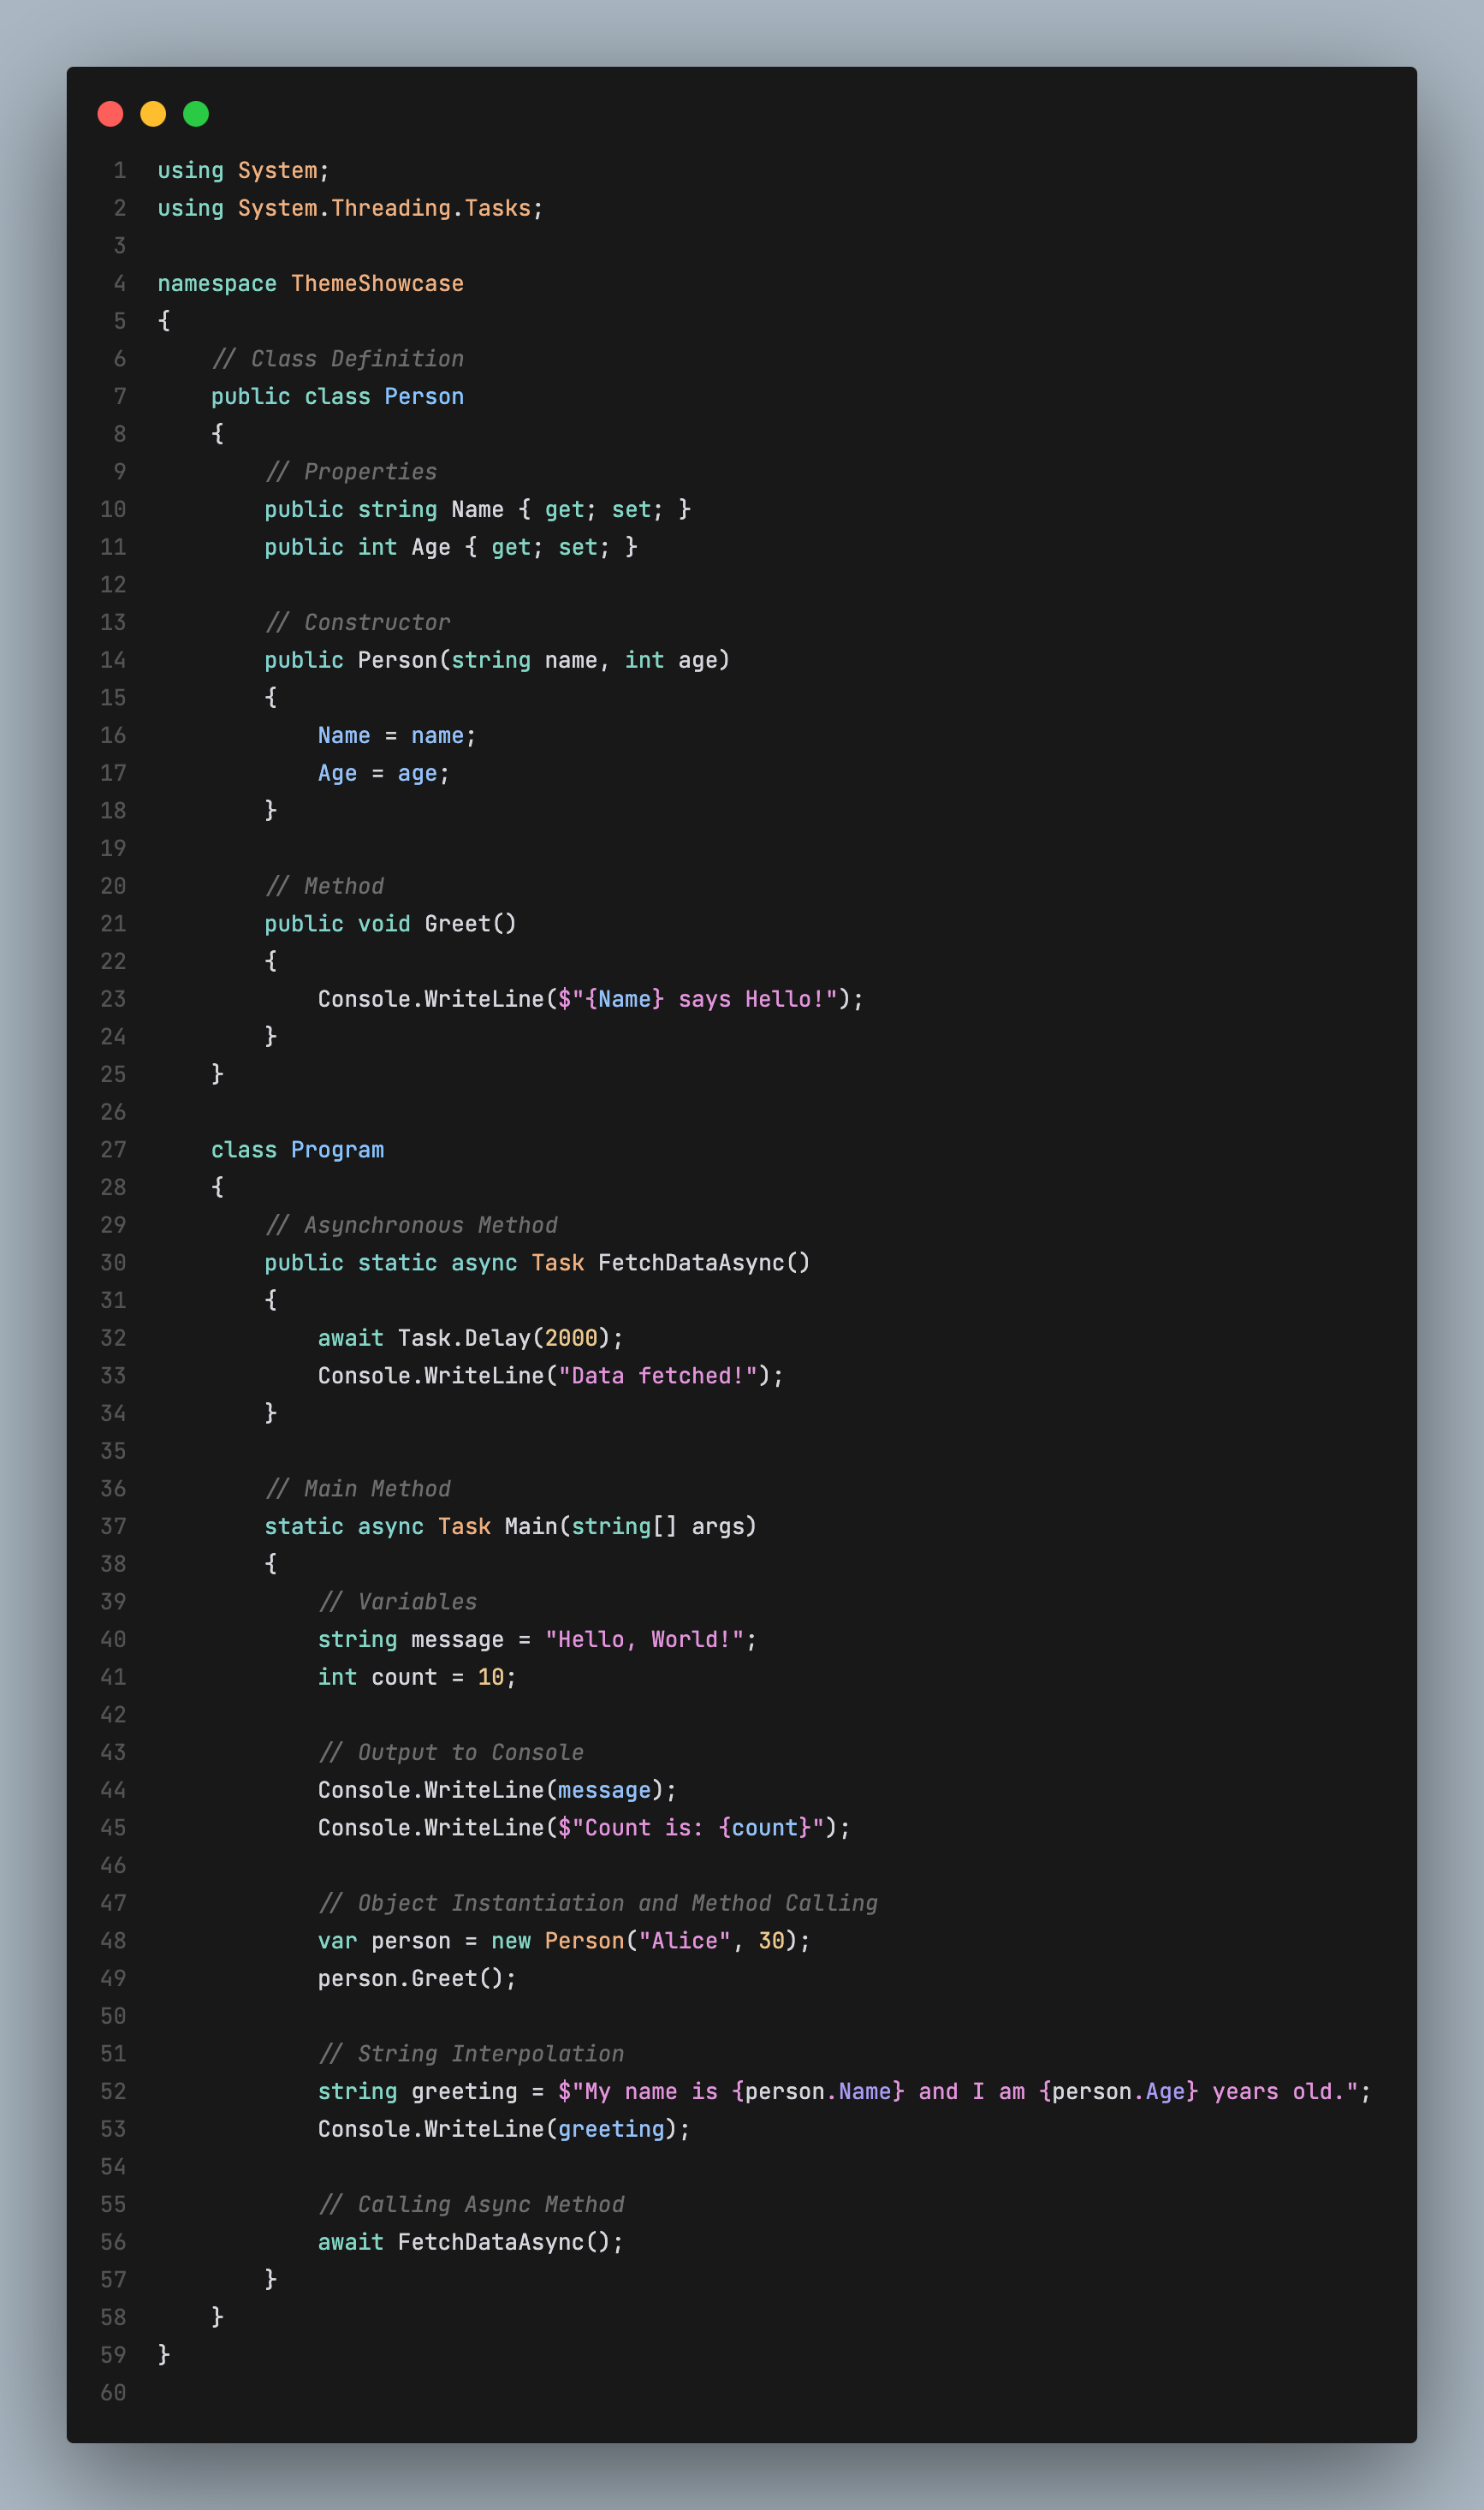 1 using System;
2 using System.Threading.Tasks;
3
4 namespace ThemeShowcase
5 {
6     // Class Definition
7     public class Person
8     {
9         // Properties
10         public string Name { get; set; }
11         public int Age { get; set; }
12
13         // Constructor
14         public Person(string name, int age)
15         {
16             Name = name;
17             Age = age;
18         }
19
20         // Method
21         public void Greet()
22         {
23             Console.WriteLine($"{Name} says Hello!");
24         }
25     }
26
27     class Program
28     {
29         // Asynchronous Method
30         public static async Task FetchDataAsync()
31         {
32             await Task.Delay(2000);
33             Console.WriteLine("Data fetched!");
34         }
35
36         // Main Method
37         static async Task Main(string[] args)
38         {
39             // Variables
40             string message = "Hello, World!";
41             int count = 10;
42
43             // Output to Console
44             Console.WriteLine(message);
45             Console.WriteLine($"Count is: {count}");
46
47             // Object Instantiation and Method Calling
48             var person = new Person("Alice", 30);
49             person.Greet();
50
51             // String Interpolation
52             string greeting = $"My name is {person.Name} and I am {person.Age} years old.";
53             Console.WriteLine(greeting);
54
55             // Calling Async Method
56             await FetchDataAsync();
57         }
58     }
59 }
60